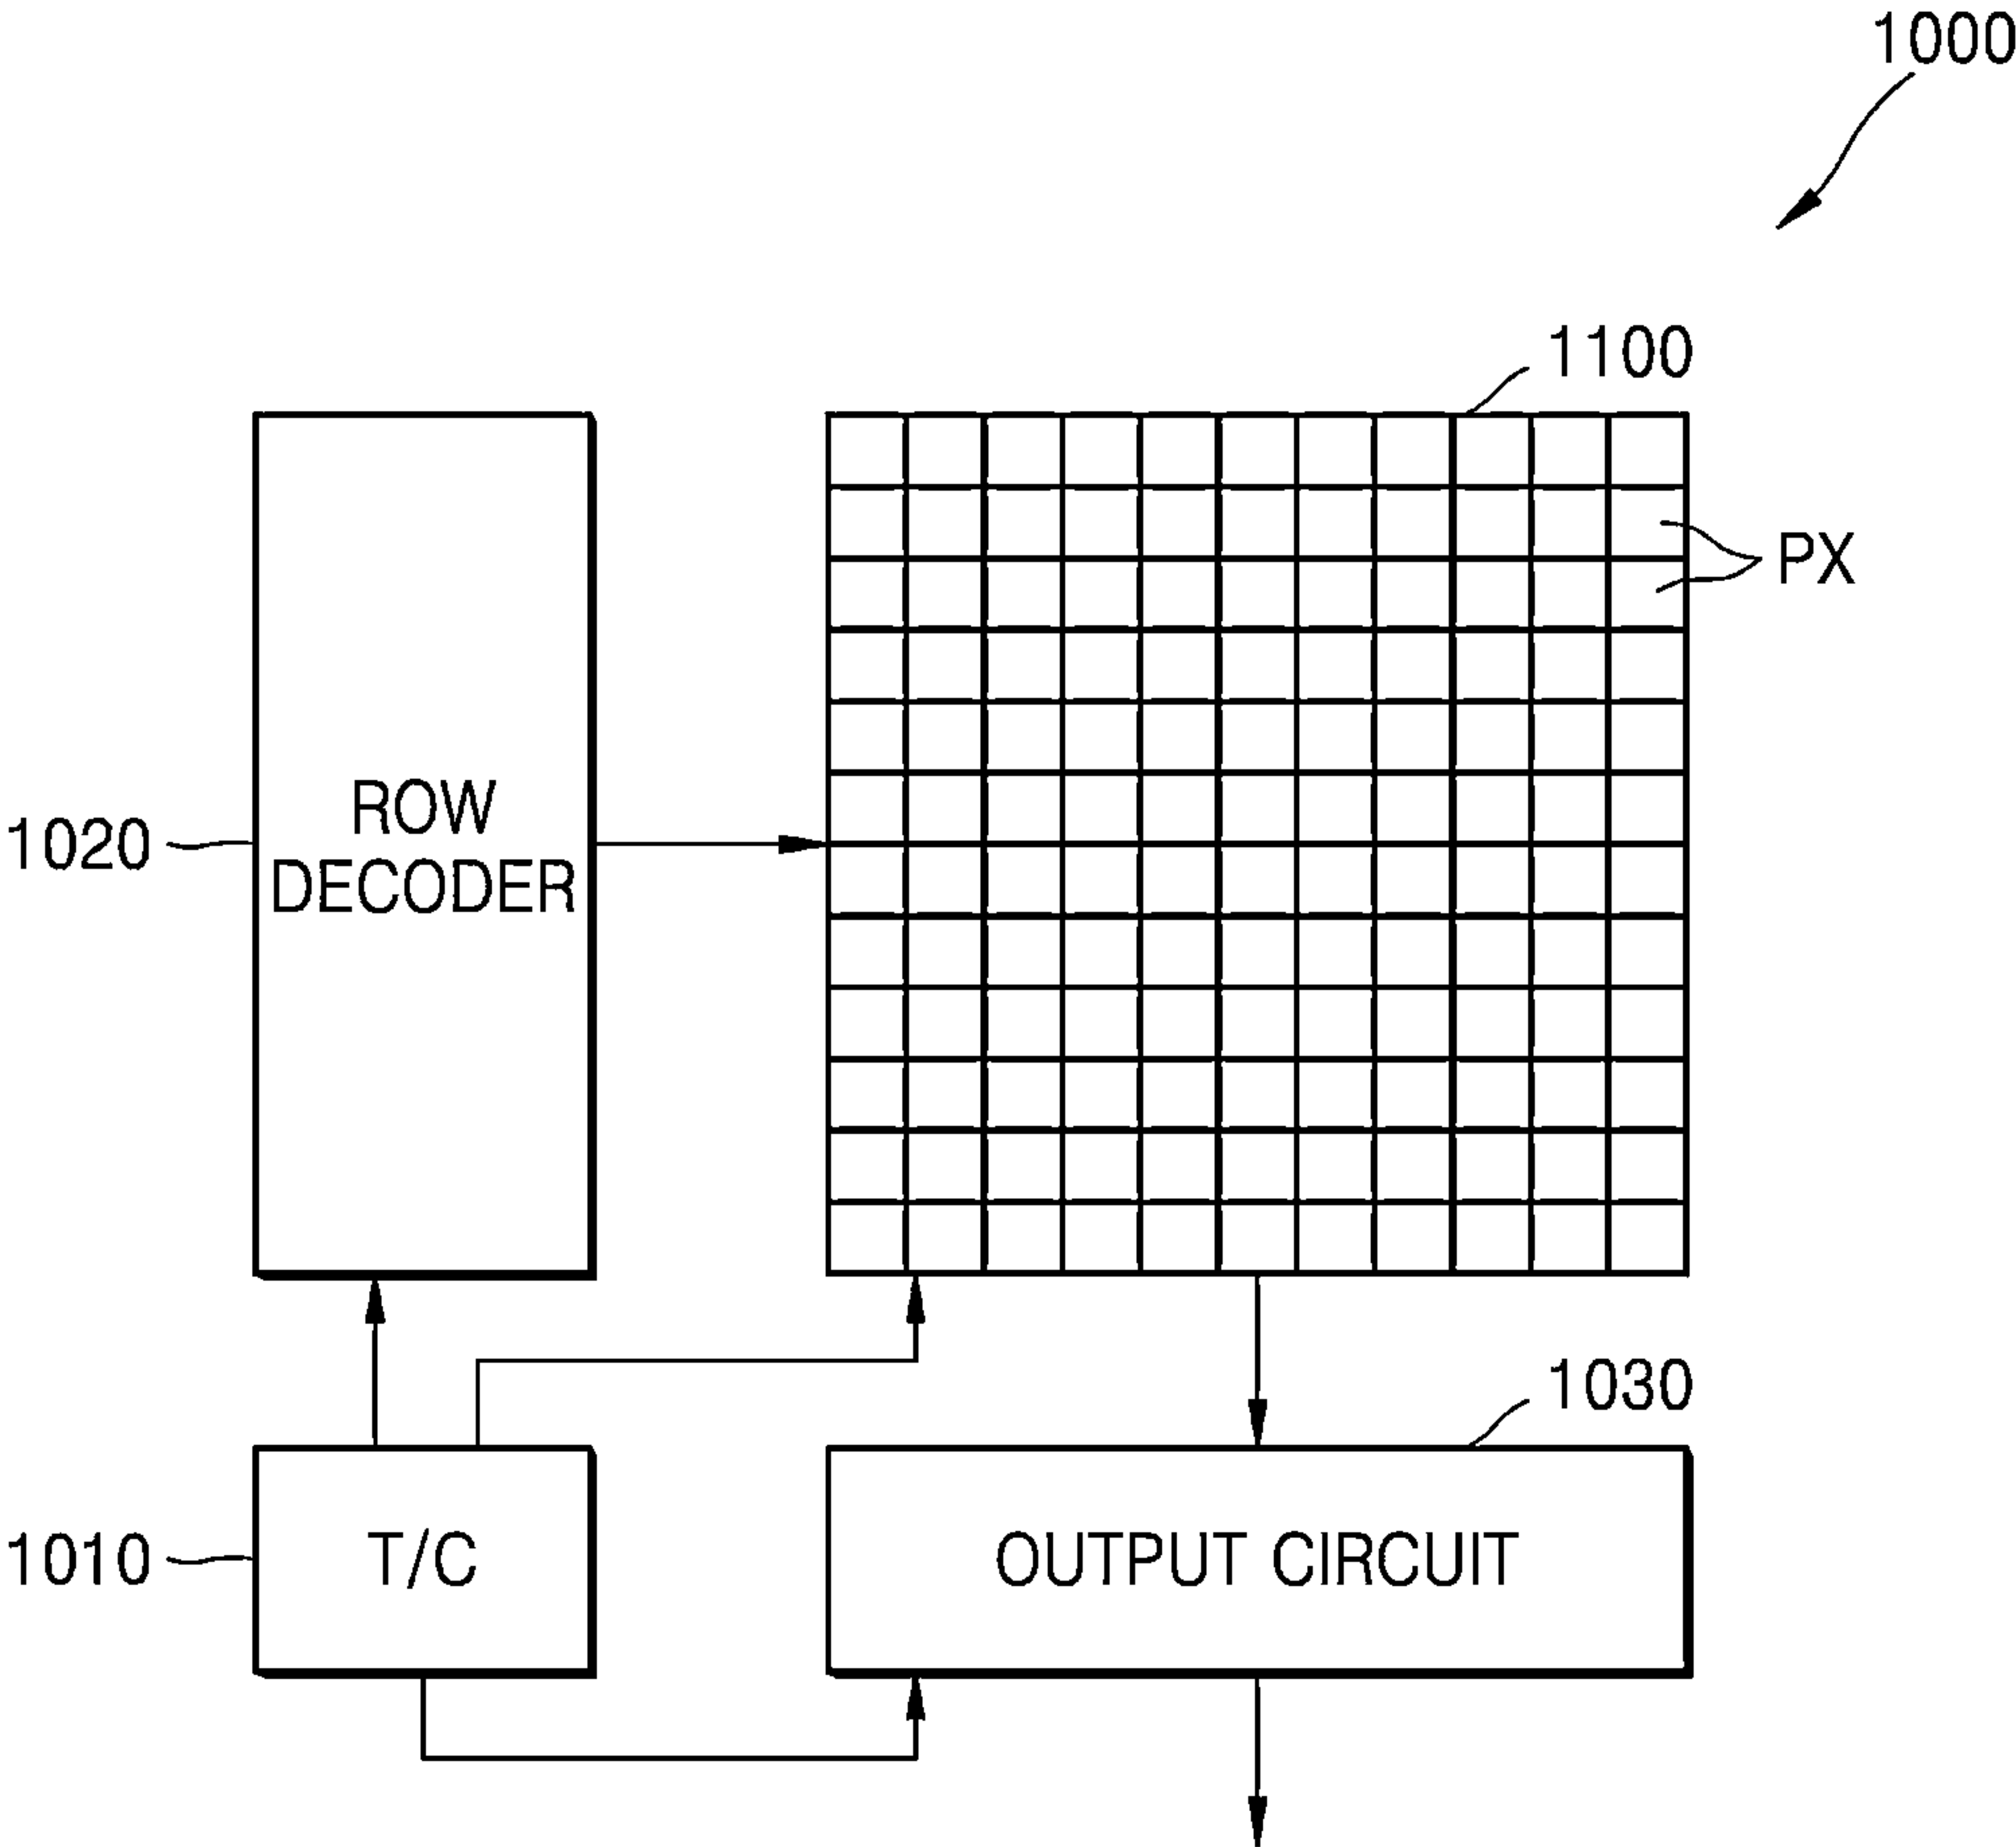 1000
1100
PX
ROW
DECODER
1020
1030
1010
T/C
OUTPUT CIRCUIT